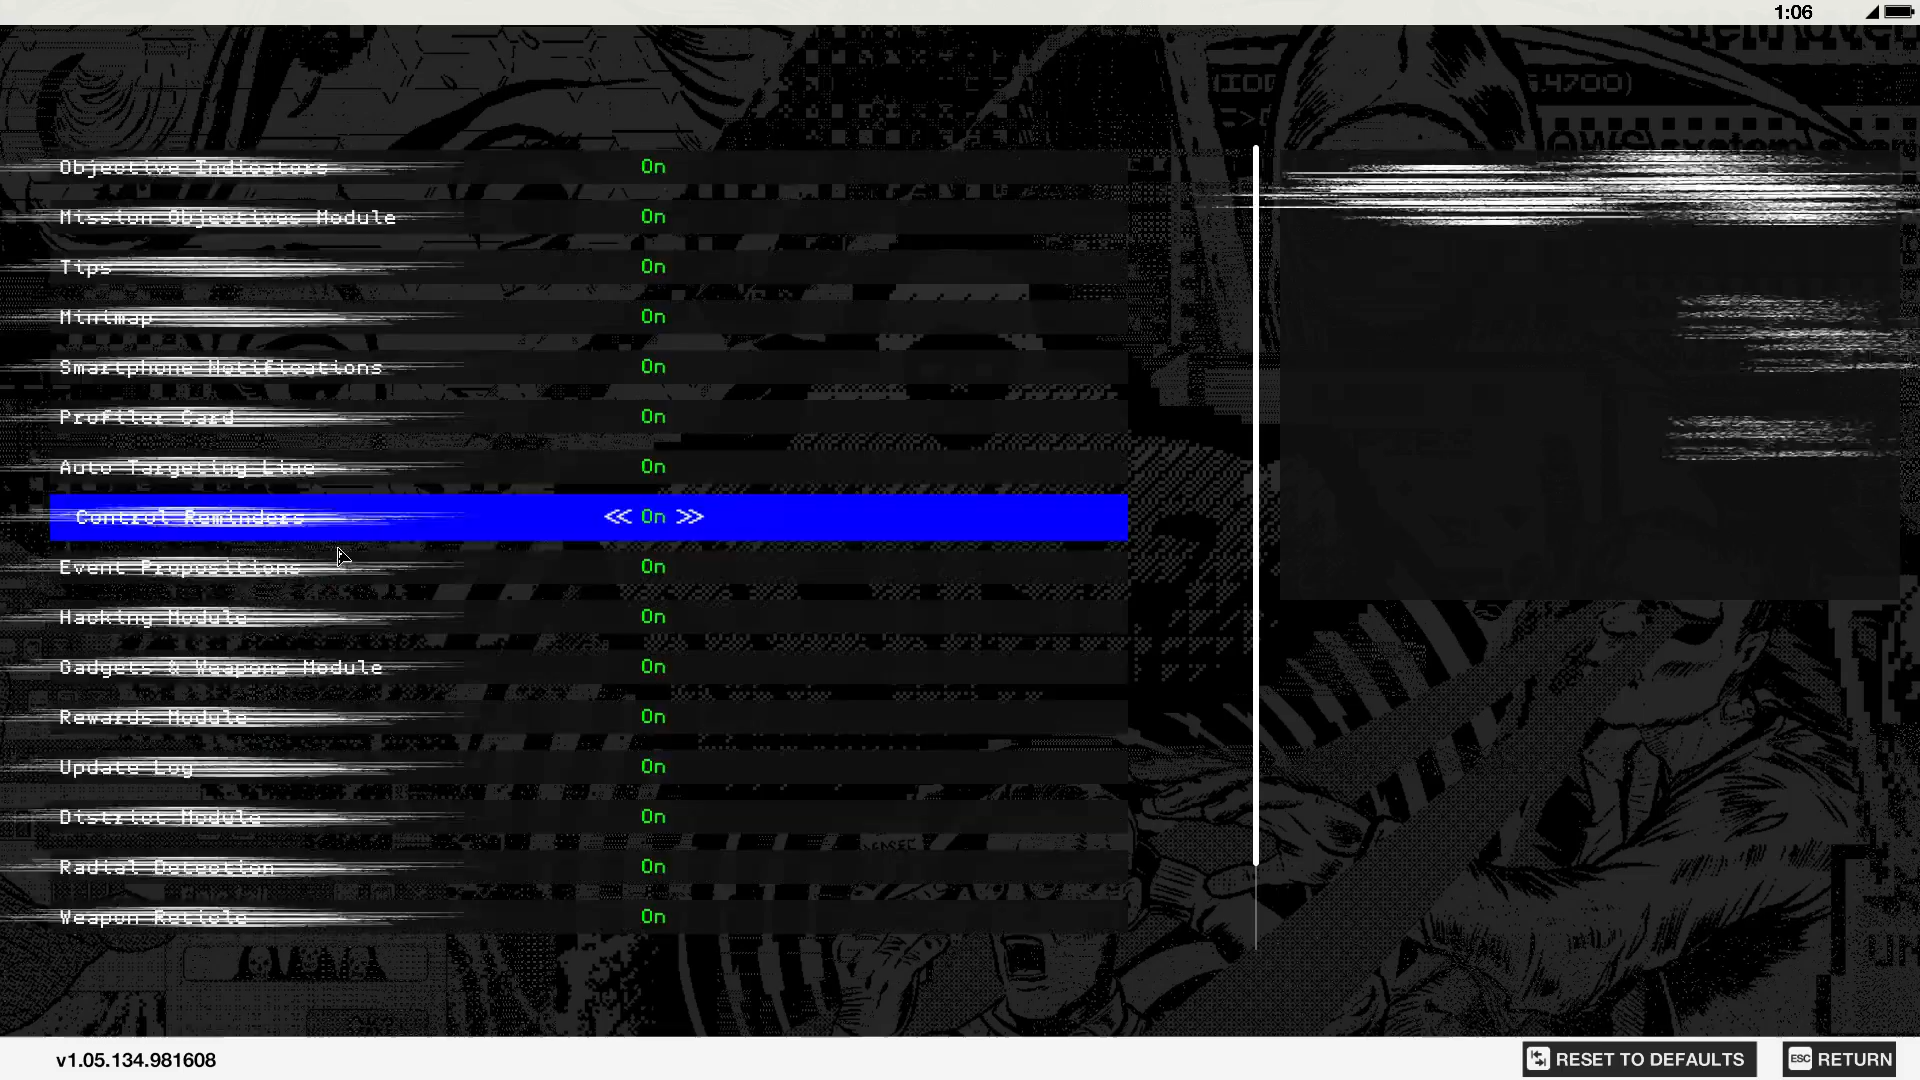 1:06
4700)
Objective Indicators On
Mission Objectives Module On
Tips On
Minimap On
Smartphone Notifications On
Profiler Card On
Auto Targeting Line On
Control Reminders << On >>
Event Propositions On
Hacking Module On
Gadgets & Weapons Module On
Rewards Module On
Update Log On
District Module On
Radial Detection On
Weapon Reticle On
v1.05.134.981608
RESET TO DEFAULTS
ESC RETURN